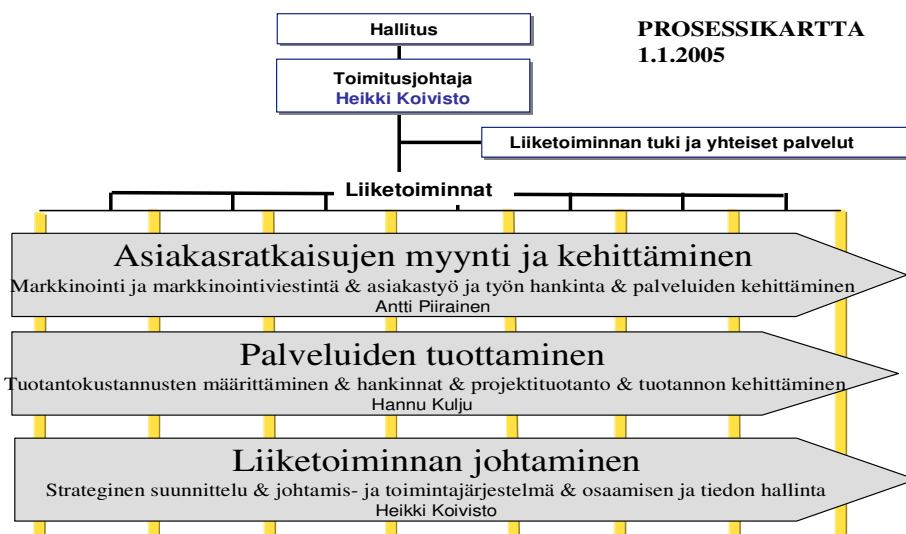 Hallitus
PROSESSIKARTTA
1.1.2005
Toimitusjohtaja
Heikki Koivisto
Liiketoiminnan tuki ja yhteiset palvelut
Liiketoiminnat
Asiakasratkaisujen myynti ja kehittäminen
Markkinointi ja markkinointiviestintä & asiakastyö ja työn hankinta & palveluiden kehittäminen
Antti Piirainen
Palveluiden tuottaminen
Tuotantokustannusten määrittäminen & hankinnat & projektituotanto & tuotannon kehittäminen
Hannu Kulju
Liiketoiminnan johtaminen
Strateginen suunnittelu & johtamis- ja toimintajärjestelmä & osaamisen ja tiedon hallinta
Heikki Koivisto